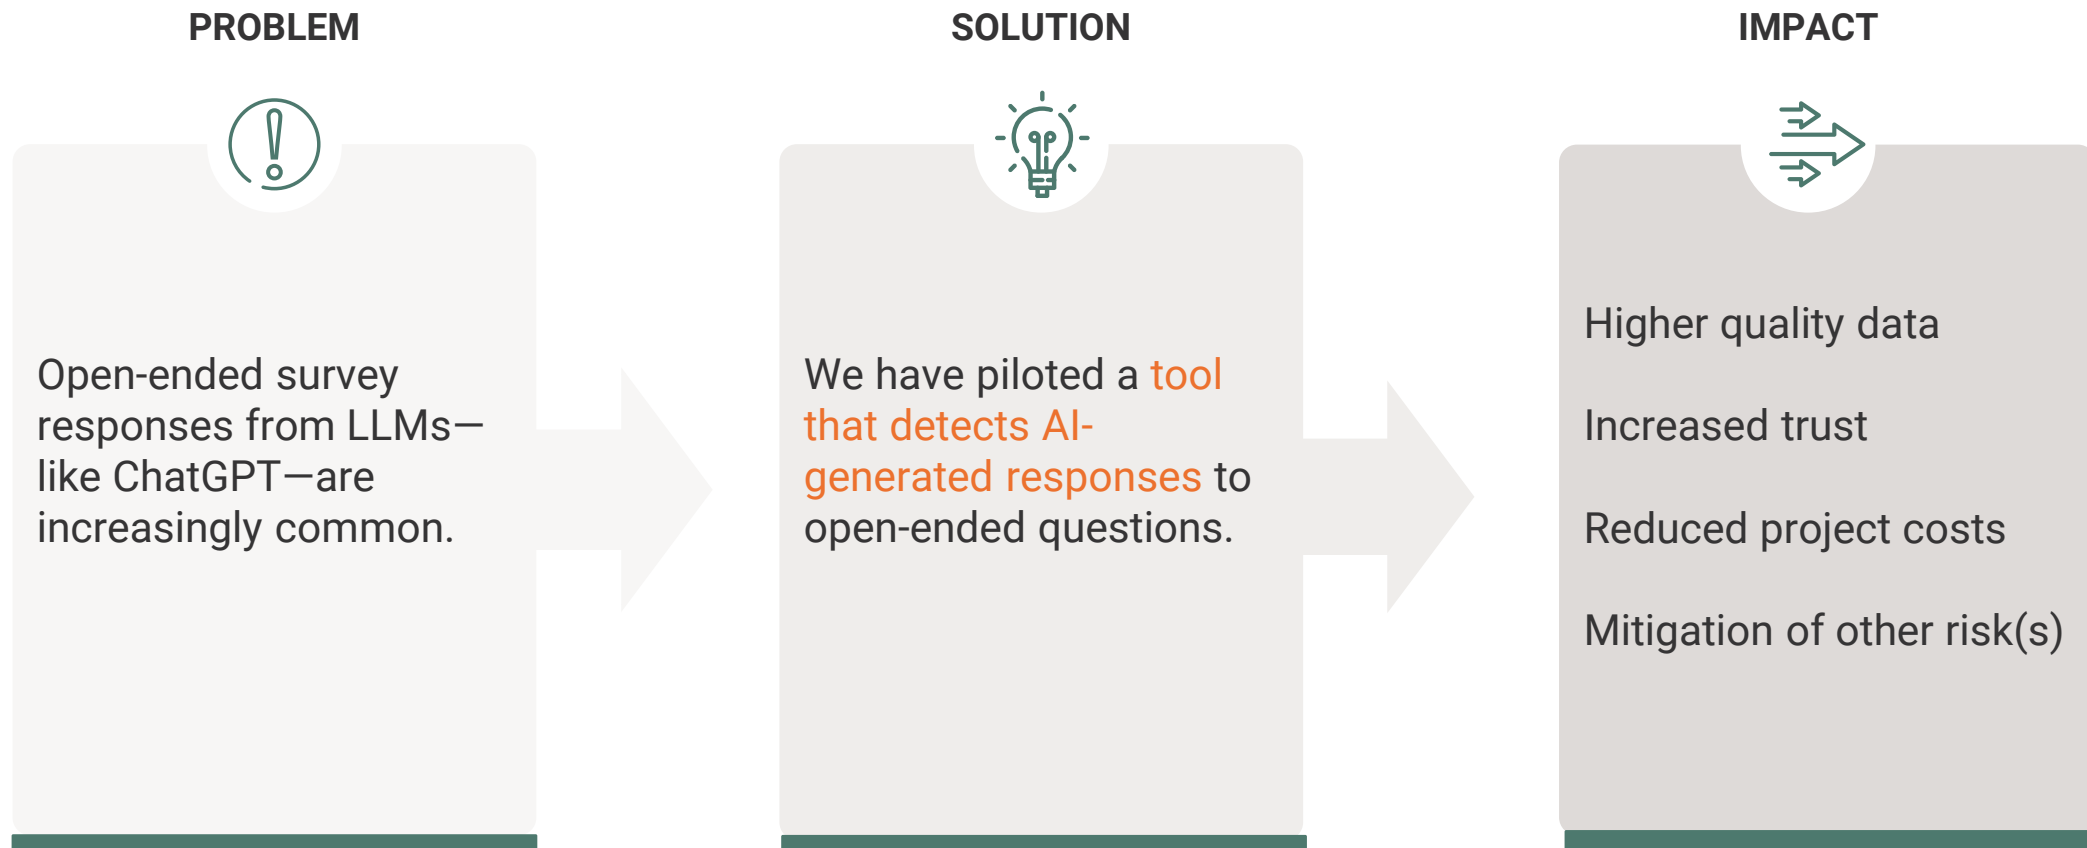 PROBLEM
Open-ended survey
responses from LLMs—
like ChatGPT—are
increasingly common.
SOLUTION
We have piloted a tool
that detects AI-
generated responses to
open-ended questions.
IMPACT
Higher quality data
Increased trust
Reduced project costs
Mitigation of other risk(s)